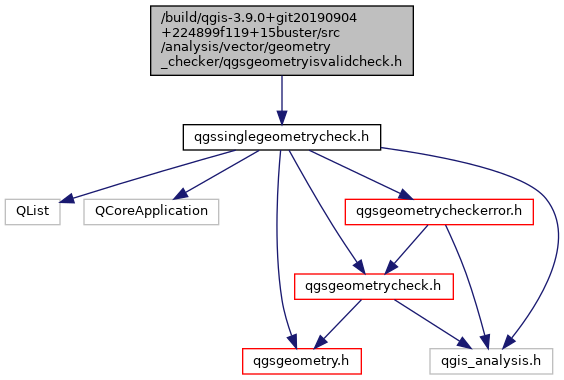 /build/qgis-3.9.0+git20190904
+224899f119+15buster/src
/analysis/vector/geometry
_checker/qgsgeometryisvalidcheck.h
qgssinglegeometrycheck.h
QList
QCoreApplication
qgsgeometrycheckerror.h
qgsgeometrycheck.h
qgsgeometry.h
qgis_analysis.h